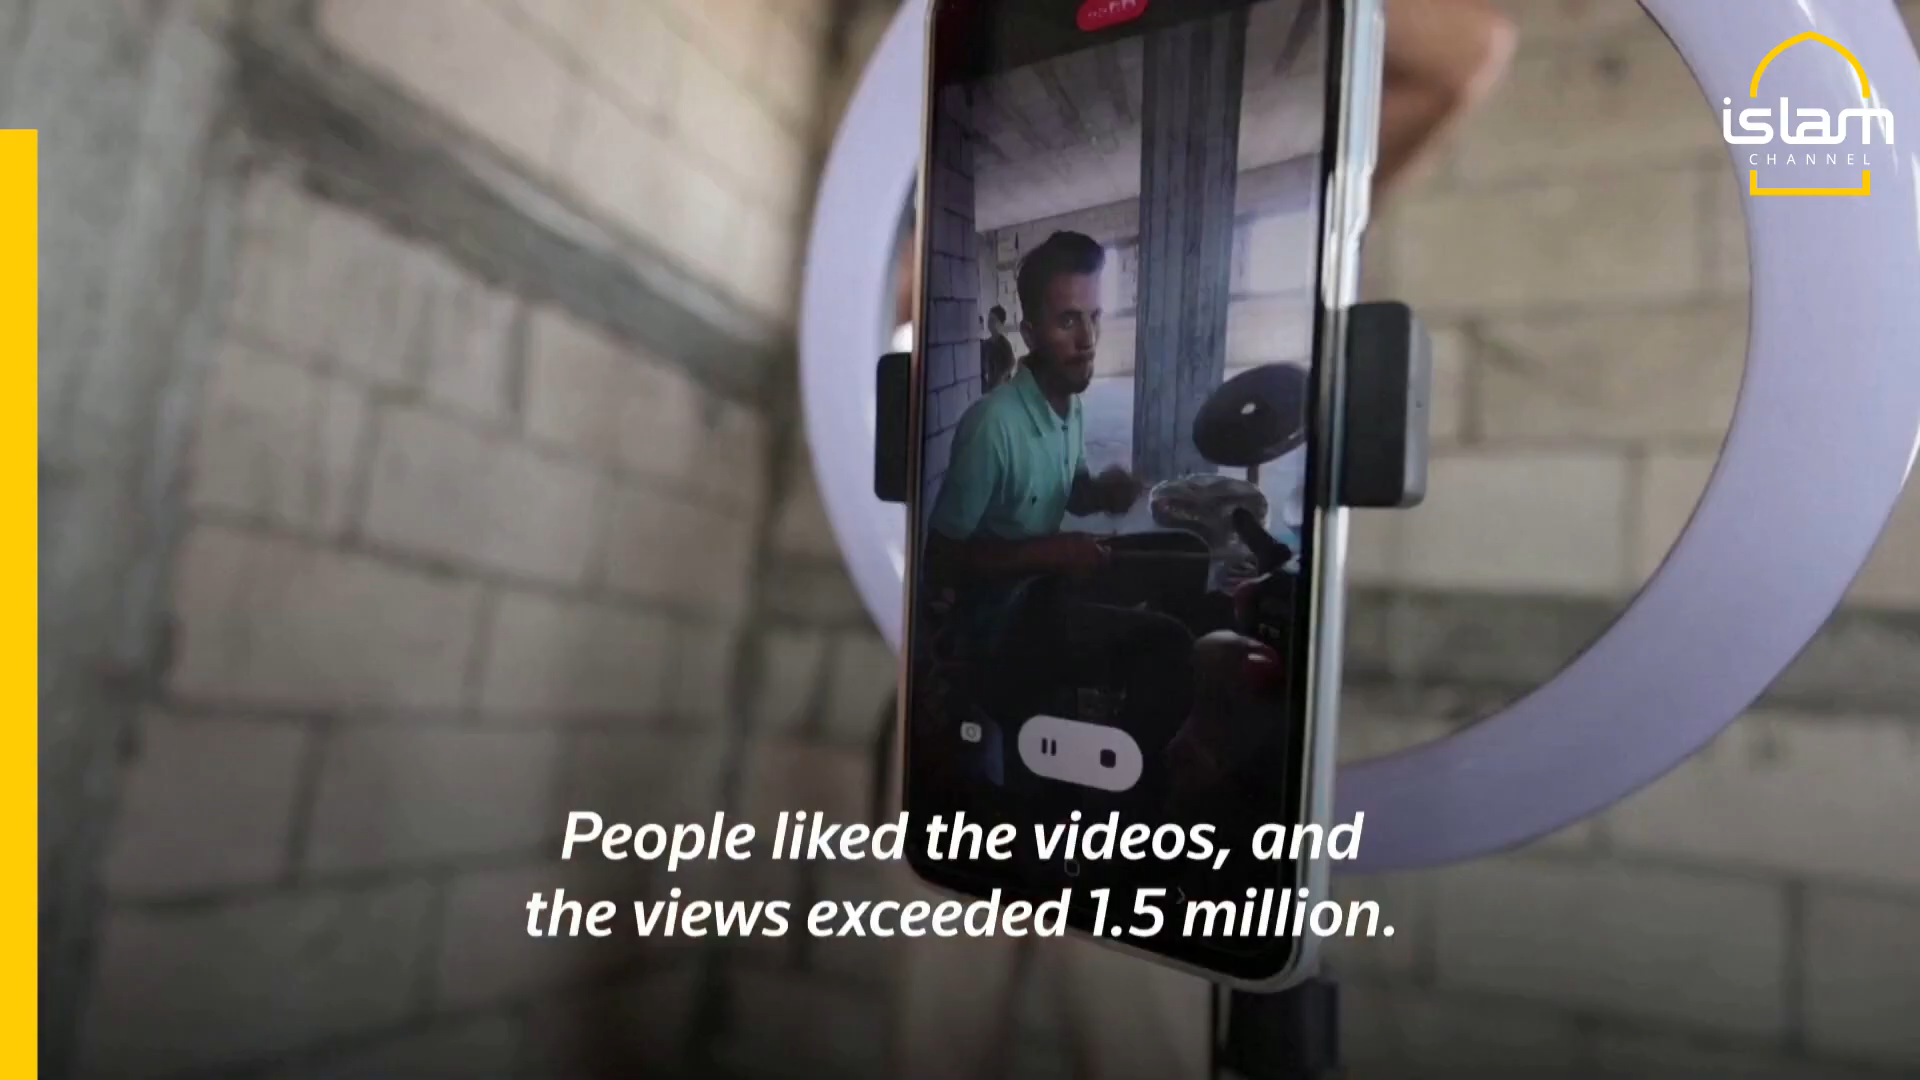 islam
CHANNEL
People liked the videos, and
the views exceeded 1.5 million.